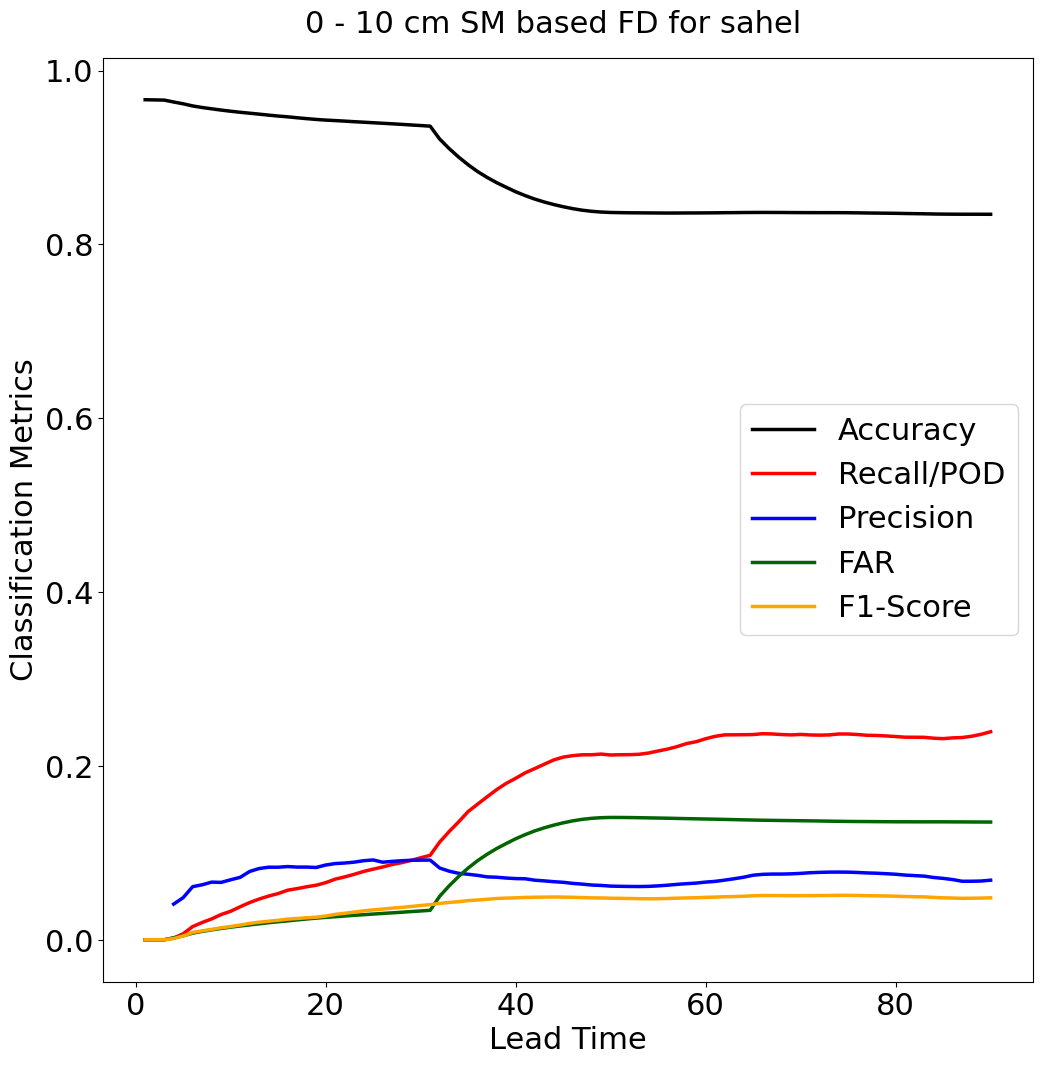 0 - 10 cm SM based FD for sahel
1.0
0.8
0.6
0.4
0.2
0.0
Classification Metrics
Accuracy
Recall/POD
Precision
FAR
F1-Score
0 20 40 60 80
Lead Time